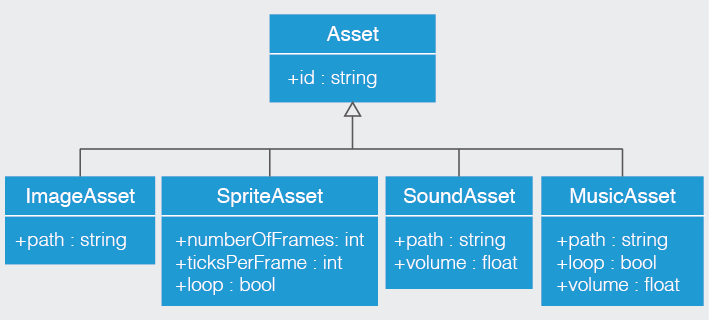 Asset
+id : string
ImageAsset
+path : string
SpriteAsset
+numberOfFrames: int
+ticksPerFrame : int
+loop : bool
SoundAsset
+path : string
+volume : float
MusicAsset
+path : string
+loop : bool
+volume : float